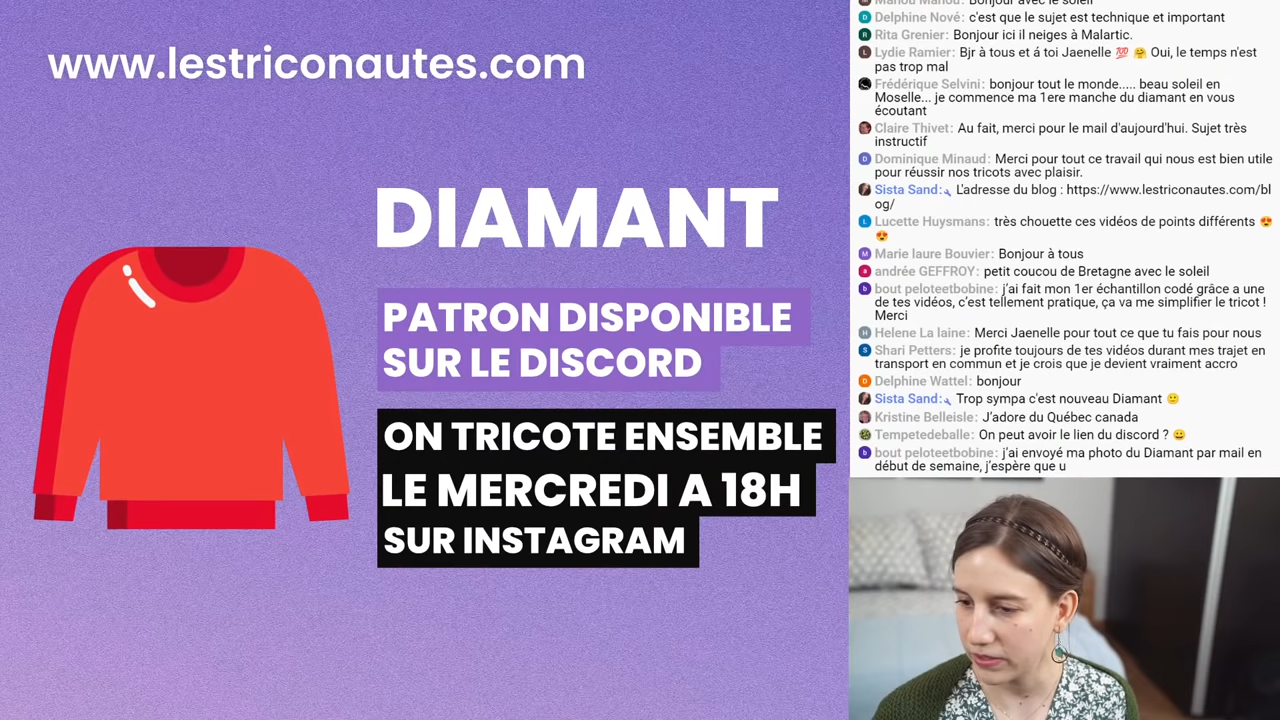 www.lestriconautes.com
DIAMANT
PATRON DISPONIBLE
SUR LE DISCORD
ON TRICOTE ENSEMBLE
LE MERCREDI A 18H
SUR INSTAGRAM
Delphine Nové: c'est que le sujet est technique et important
Rita Grenier: Bonjour ici il neiges à Malartic.
Lydie Ramier: Bjr à tous et á toi Jaenelle 💯 🤗 Oui, le temps n'est
pas trop mal
Frédérique Selvini: bonjour tout le monde..... beau soleil en
Moselle... je commence ma 1ere manche du diamant en vous
écoutant
Claire Thivet: Au fait, merci pour le mail d'aujourd'hui. Sujet très
instructif
Dominique Minaud: Merci pour tout ce travail qui nous est bien utile
pour réussir nos tricots avec plaisir.
Sista Sand: L'adresse du blog : https://www.lestriconautes.com/bl
og/
Lucette Huysmans: très chouette ces vidéos de points différents 😍
😍
Marie laure Bouvier: Bonjour à tous
andrée GEFFROY: petit coucou de Bretagne avec le soleil
bout peloteetbobine: j'ai fait mon 1er échantillon codé grâce a une
de tes vidéos, c'est tellement pratique, ça va me simplifier le tricot !
Merci
Helene La laine: Merci Jaenelle pour tout ce que tu fais pour nous
Shari Petters: je profite toujours de tes vidéos durant mes trajet en
transport en commun et je crois que je devient vraiment accro
Delphine Wattel: bonjour
Sista Sand: Trop sympa c'est nouveau Diamant 🙂
Kristine Belleisle: J'adore du Québec canada
Tempetedeballe: On peut avoir le lien du discord ? 😀
bout peloteetbobine: j'ai envoyé ma photo du Diamant par mail en
début de semaine, j'espère que u